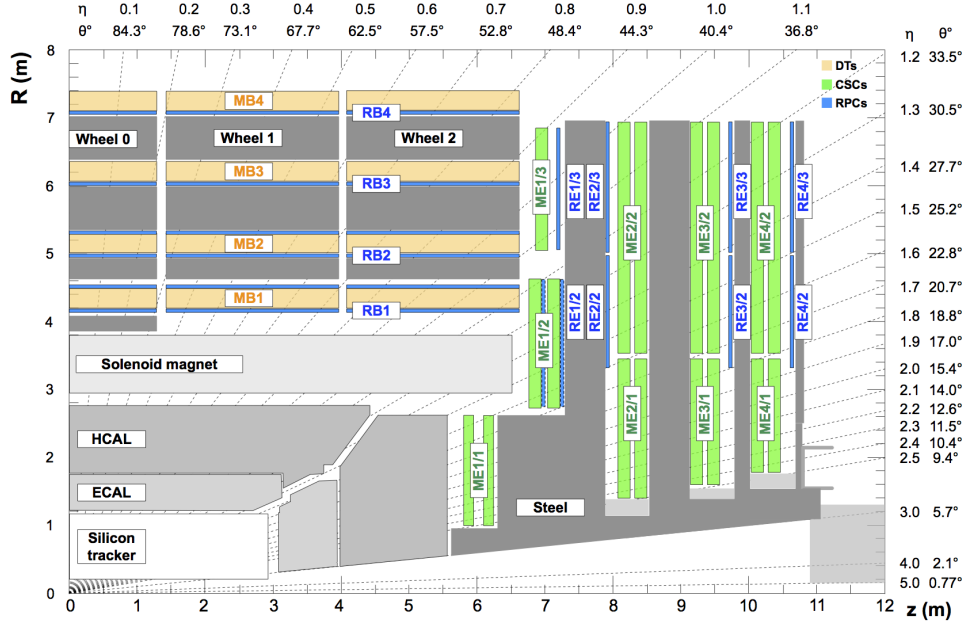 η 0.1 0.2 0.3 0.4 0.5 0.6 0.7 0.8 0.9 1.0 1.1 η θ°
θ° 84.3° 78.6° 73.1° 67.7° 62.5° 57.5° 52.8° 48.4° 44.3° 40.4° 36.8°
R (m)
8
7
6
5
4
3
2
1
0
1.2 33.5°
1.3 30.5°
1.4 27.7°
1.5 25.2°
1.6 22.8°
1.7 20.7°
1.8 18.8°
1.9 17.0°
2.0 15.4°
2.1 14.0°
2.2 12.6°
2.3 11.5°
2.4 10.4°
2.5 9.4°
3.0 5.7°
4.0 2.1°
5.0 0.77°
DTs
CSCs
RPCs
MB4
RB4
Wheel 0
Wheel 1
Wheel 2
MB3
RB3
MB2
RB2
MB1
RB1
Solenoid magnet
HCAL
ECAL
Silicon
tracker
Steel
ME1/3
RE1/3
RE2/3
ME2/2
ME3/2
RE3/3
ME4/2
RE4/3
ME1/2
RE1/2
RE2/2
RE3/2
RE4/2
ME1/1
ME2/1
ME3/1
ME4/1
0 1 2 3 4 5 6 7 8 9 10 11 12 z (m)